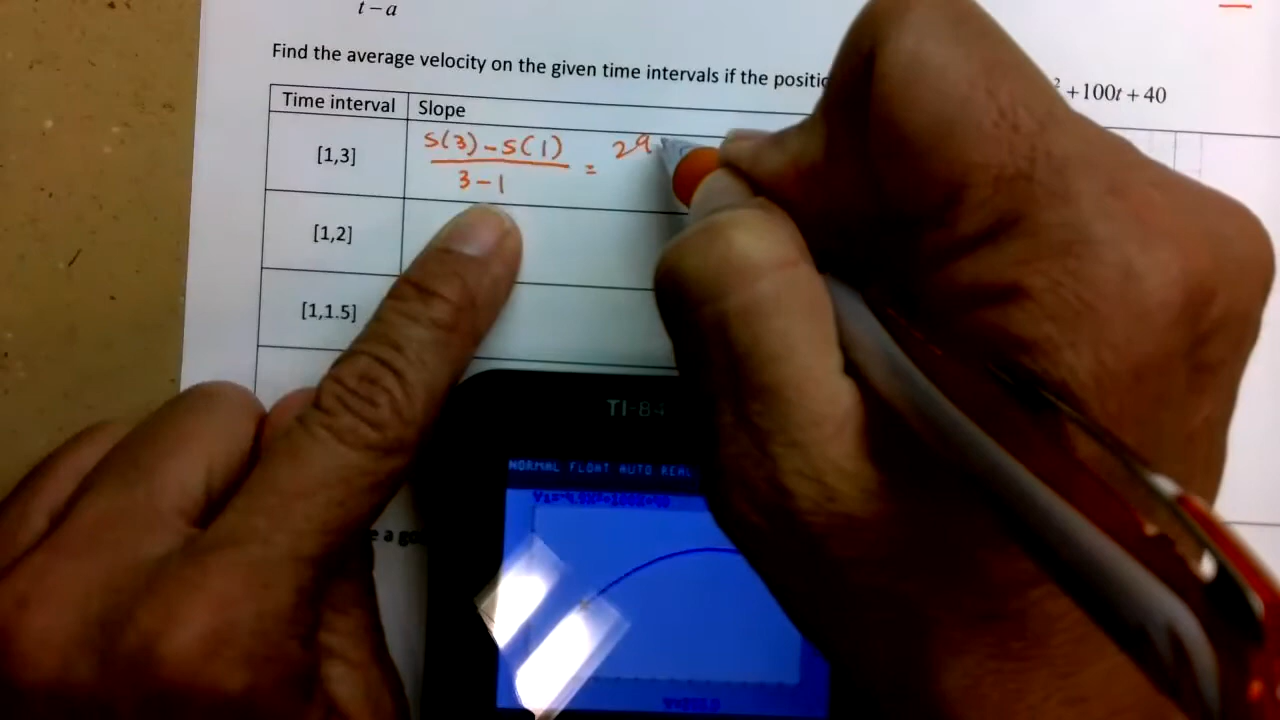 t − a
Find the average velocity on the given time intervals if the
² + 100t + 40
Time interval Slope
[1,3] S(3) - S(1) / 3 - 1 = 29
[1,2]
[1,1.5]
TI-84
NORMAL FLOAT AUTO REAL